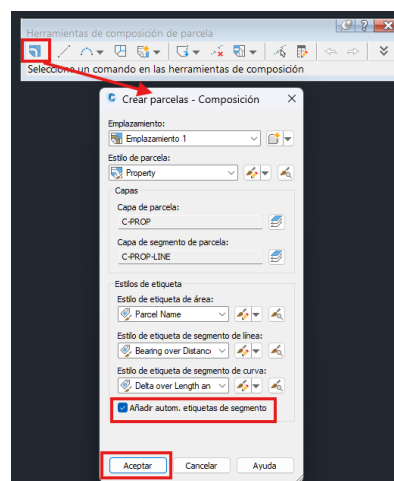 Herramientas de composición de parcela
Seleccione un comando en las herramientas de composición
Crear parcelas - Composición
Emplazamiento:
Emplazamiento 1
Estilo de parcela:
Property
Capas
Capa de parcela:
C-PROP
Capa de segmento de parcela:
C-PROP-LINE
Estilos de etiqueta
Estilo de etiqueta de área:
Parcel Name
Estilo de etiqueta de segmento de línea:
Bearing over Distanc
Estilo de etiqueta de segmento de curva:
Delta over Length an
Añadir autom. etiquetas de segmento
Aceptar
Cancelar
Ayuda